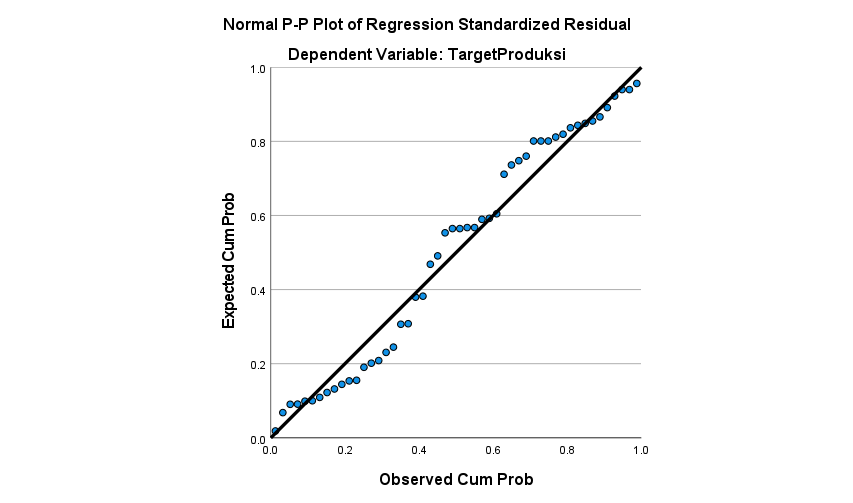 Normal P-P Plot of Regression Standardized Residual
Dependent Variable: TargetProduksi
1.0
0.8
0.6
0.4
0.2
0.0
Expected Cum Prob
0.0 0.2 0.4 0.6 0.8 1.0
Observed Cum Prob